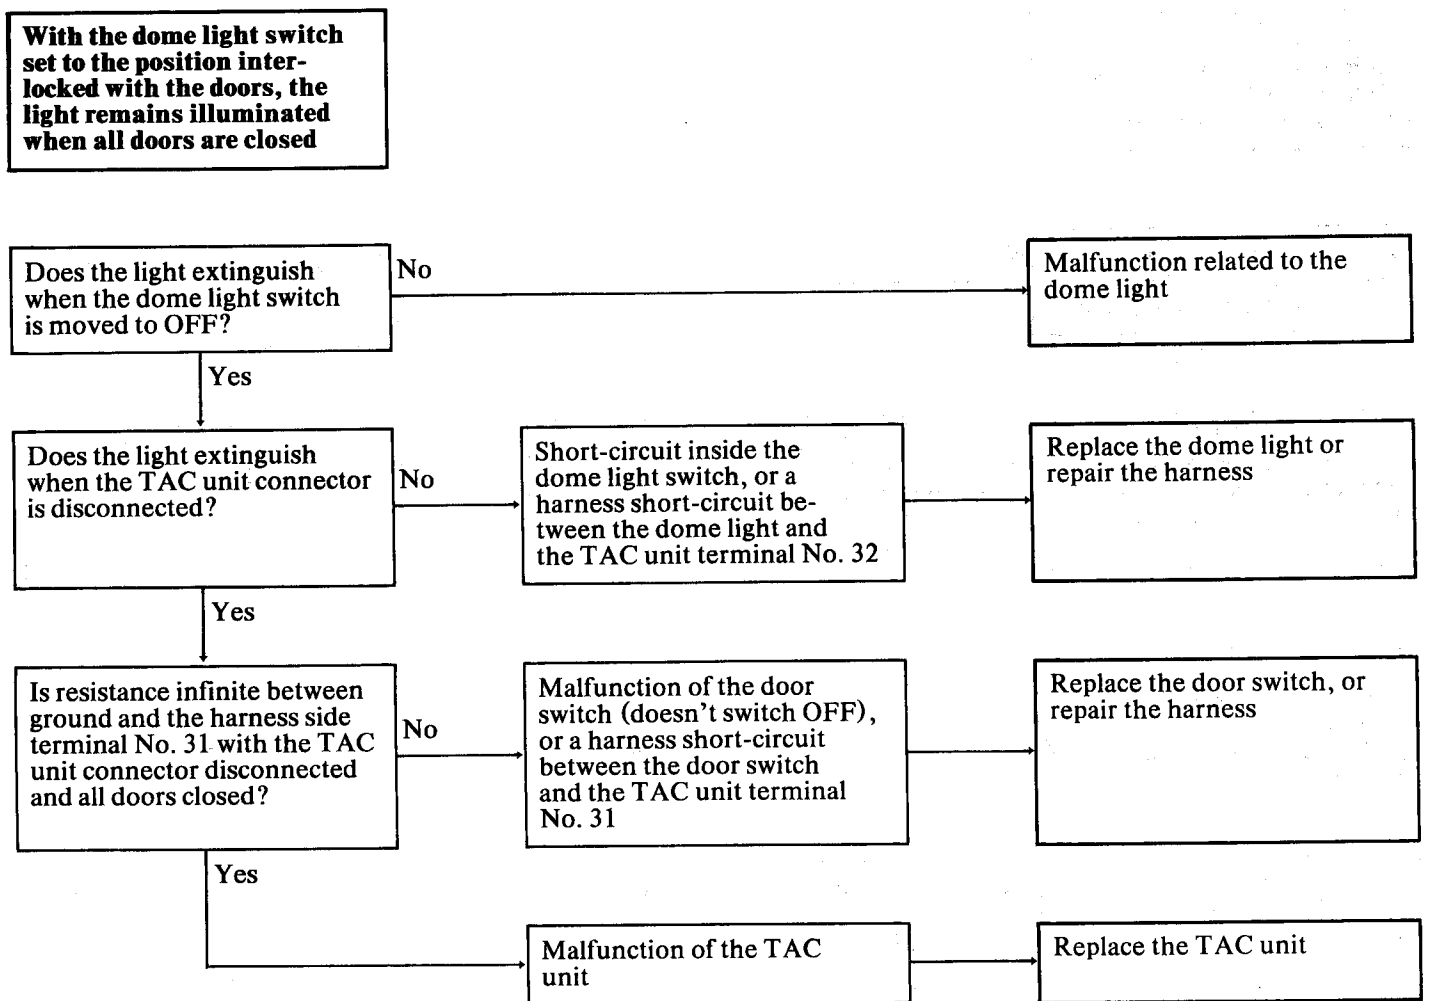 With the dome light switch
set to the position inter-
locked with the doors, the
light remains illuminated
when all doors are closed
Does the light extinguish
when the dome light switch
is moved to OFF?
No
Malfunction related to the
dome light
Yes
Does the light extinguish
when the TAC unit connector
is disconnected?
No
Short-circuit inside the
dome light switch, or a
harness short-circuit be-
tween the dome light and
the TAC unit terminal No. 32
Replace the dome light or
repair the harness
Yes
Is resistance infinite between
ground and the harness side
terminal No. 31 with the TAC
unit connector disconnected
and all doors closed?
No
Malfunction of the door
switch (doesn't switch OFF),
or a harness short-circuit
between the door switch
and the TAC unit terminal
No. 31
Replace the door switch, or
repair the harness
Yes
Malfunction of the TAC
unit
Replace the TAC unit